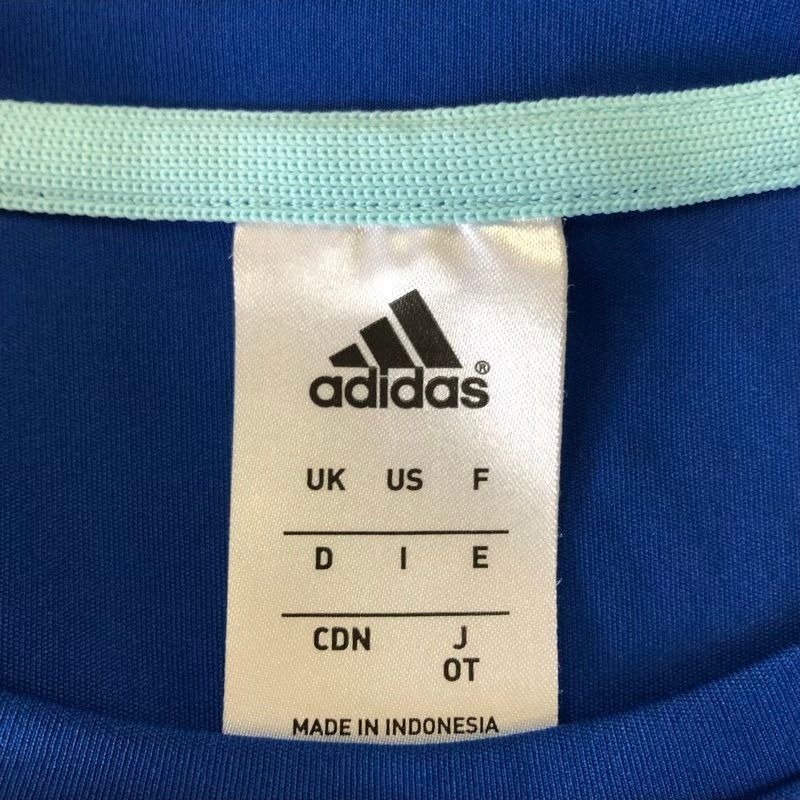 adidas®
UK US F
D I E
CDN J
OT
MADE IN INDONESIA